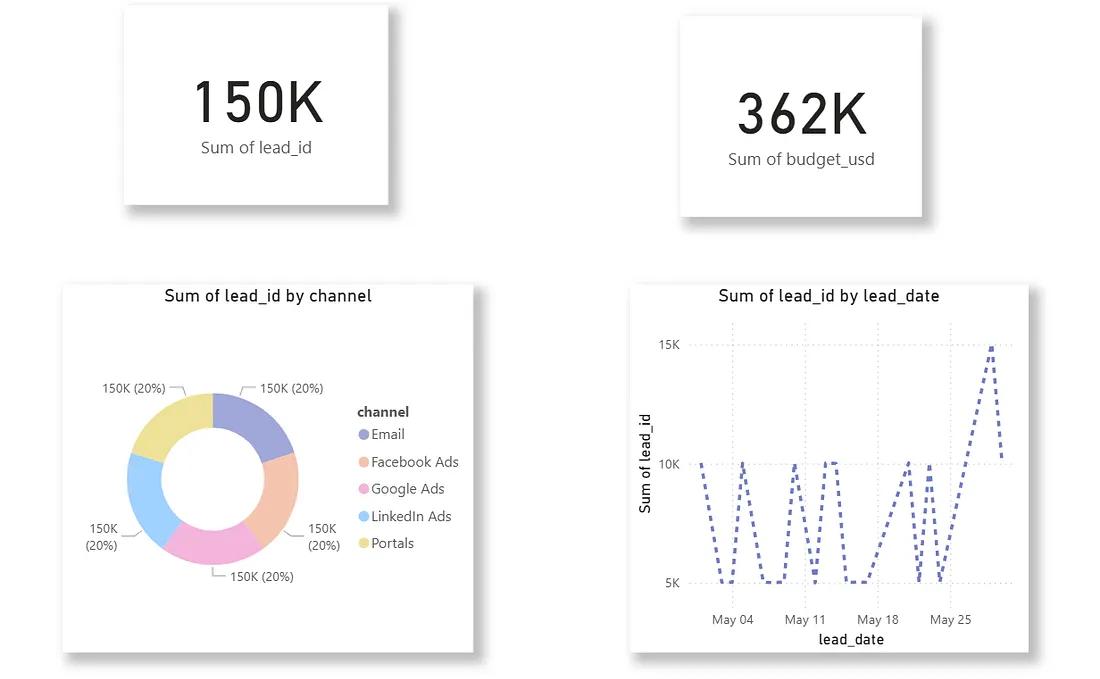 150K
Sum of lead_id
362K
Sum of budget_usd
Sum of lead_id by channel
150K (20%)
150K (20%)
150K
(20%)
150K
(20%)
150K (20%)
channel
Email
Facebook Ads
Google Ads
LinkedIn Ads
Portals
Sum of lead_id by lead_date
Sum of lead_id
15K
10K
5K
May 04
May 11
May 18
May 25
lead_date